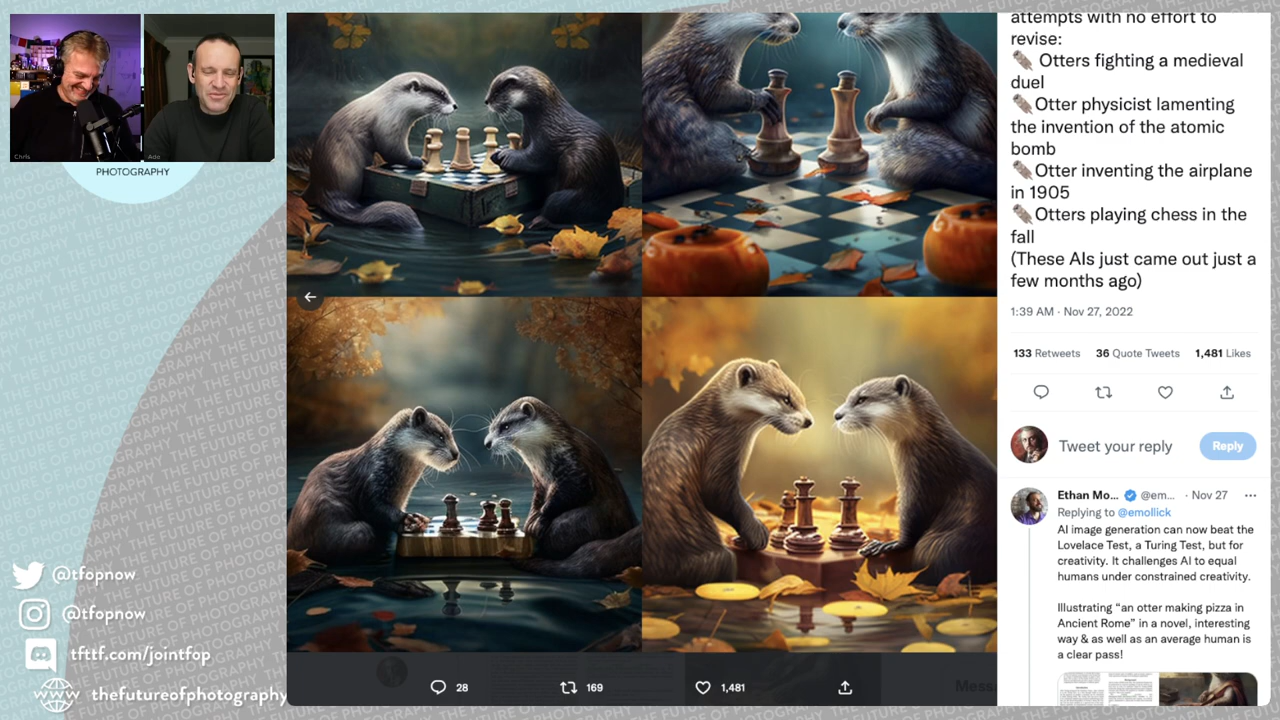 Chris
Ade
PHOTOGRAPHY
@tfopnow
@tfopnow
tfttf.com/jointfop
thefutureofphotography
28
169
1,481
attempts with no effort to
revise:
Otters fighting a medieval
duel
Otter physicist lamenting
the invention of the atomic
bomb
Otter inventing the airplane
in 1905
Otters playing chess in the
fall
(These AIs just came out just a
few months ago)
1:39 AM · Nov 27, 2022
133 Retweets 36 Quote Tweets 1,481 Likes
Tweet your reply
Reply
Ethan Mo... @em... · Nov 27 ···
Replying to @emollick
AI image generation can now beat the
Lovelace Test, a Turing Test, but for
creativity. It challenges AI to equal
humans under constrained creativity.
Illustrating “an otter making pizza in
Ancient Rome” in a novel, interesting
way & as well as an average human is
a clear pass!